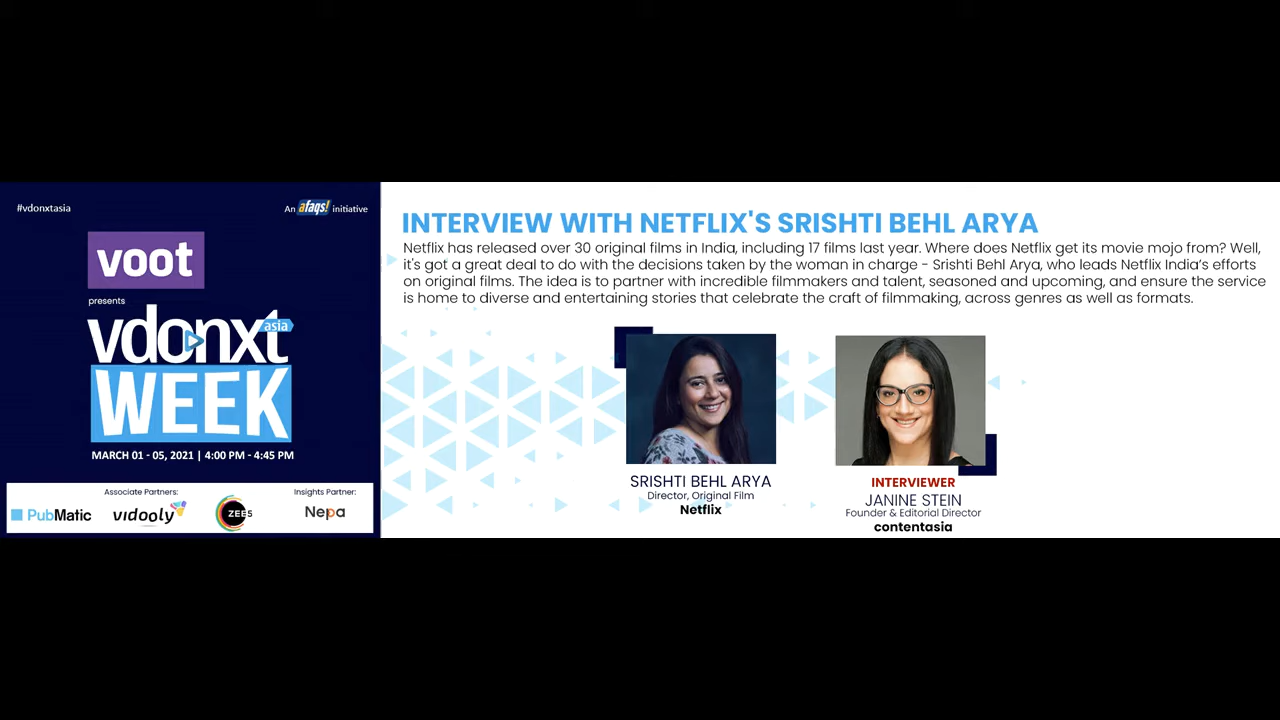 #vdonxtasia
An afaqs! initiative
voot
presents
vdonxt asia
WEEK
MARCH 01 - 05, 2021 | 4:00 PM - 4:45 PM
Associate Partners:
Insights Partner:
PubMatic
vidooly
ZEE5
Nepa
INTERVIEW WITH NETFLIX'S SRISHTI BEHL ARYA
Netflix has released over 30 original films in India, including 17 films last year. Where does Netflix get its movie mojo from? Well,
it's got a great deal to do with the decisions taken by the woman in charge - Srishti Behl Arya, who leads Netflix India's efforts
on original films. The idea is to partner with incredible filmmakers and talent, seasoned and upcoming, and ensure the service
is home to diverse and entertaining stories that celebrate the craft of filmmaking, across genres as well as formats.
SRISHTI BEHL ARYA
Director, Original Film
Netflix
INTERVIEWER
JANINE STEIN
Founder & Editorial Director
contentasia